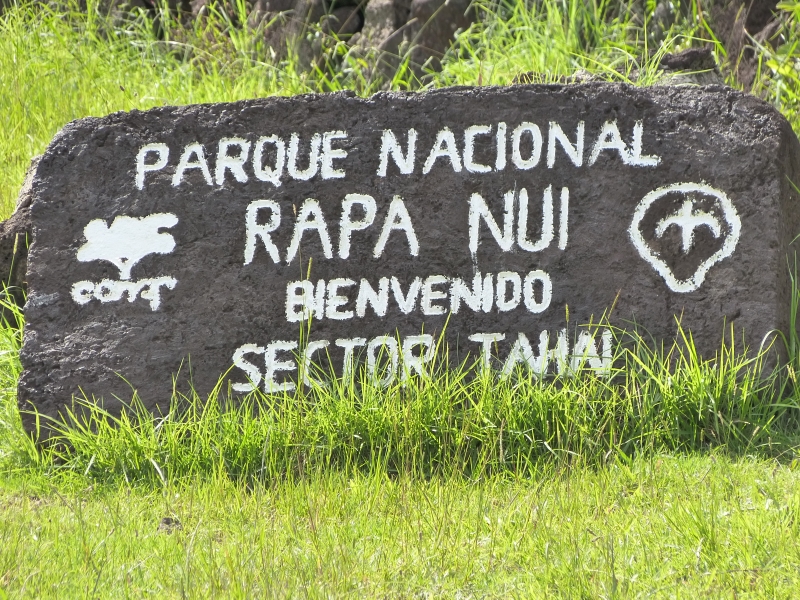 PARQUE NACIONAL
RAPA NUI
CONAF
BIENVENIDO
SECTOR TAHAI